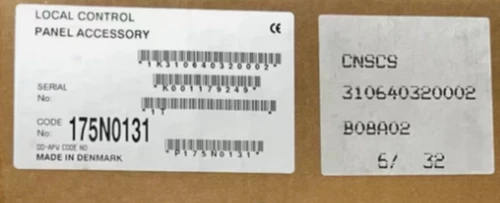 LOCAL CONTROL
PANEL ACCESSORY
CE
*1K310640320002*
SERIAL
No:
*K001179249*
*1T*
CODE
No: 175N0131
DD-APV CODE NO
*P175N0131*
MADE IN DENMARK
CNSCS
310640320002
B08A02
6/ 32